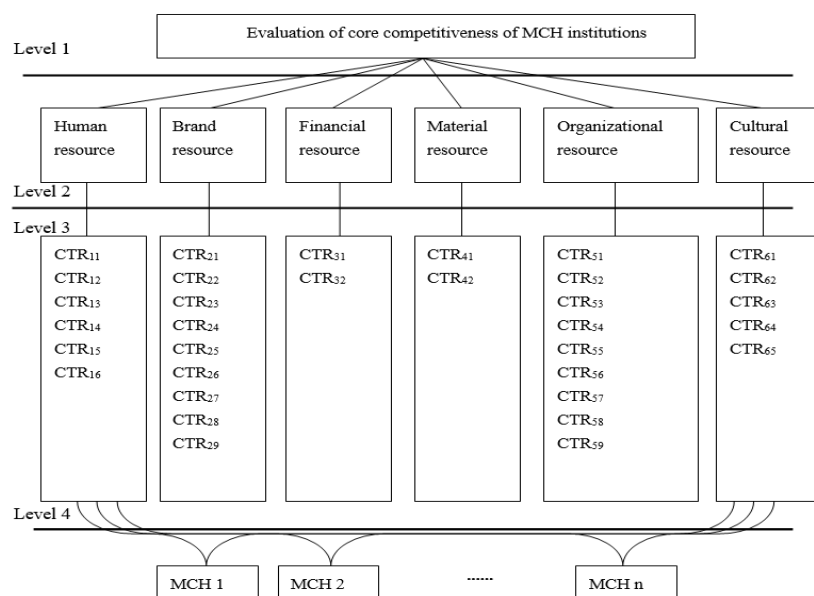 Evaluation of core competitiveness of MCH institutions
Level 1
Human resource
Brand resource
Financial resource
Material resource
Organizational resource
Cultural resource
Level 2
Level 3
CTR11
CTR12
CTR13
CTR14
CTR15
CTR16
CTR21
CTR22
CTR23
CTR24
CTR25
CTR26
CTR27
CTR28
CTR29
CTR31
CTR32
CTR41
CTR42
CTR51
CTR52
CTR53
CTR54
CTR55
CTR56
CTR57
CTR58
CTR59
CTR61
CTR62
CTR63
CTR64
CTR65
Level 4
MCH 1
MCH 2
......
MCH n